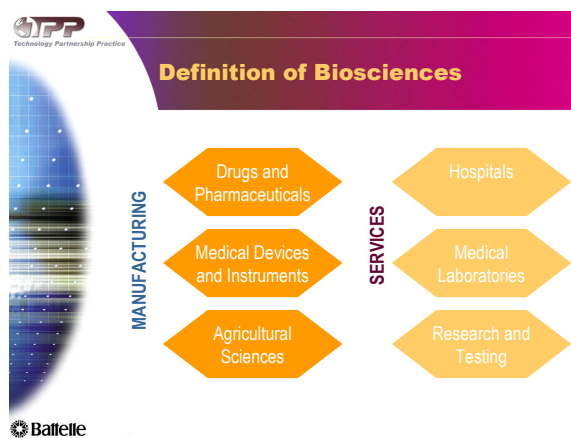 TPP
Technology Partnership Practice
Definition of Biosciences
MANUFACTURING
Drugs and
Pharmaceuticals
Medical Devices
and Instruments
Agricultural
Sciences
SERVICES
Hospitals
Medical
Laboratories
Research and
Testing
Battelle